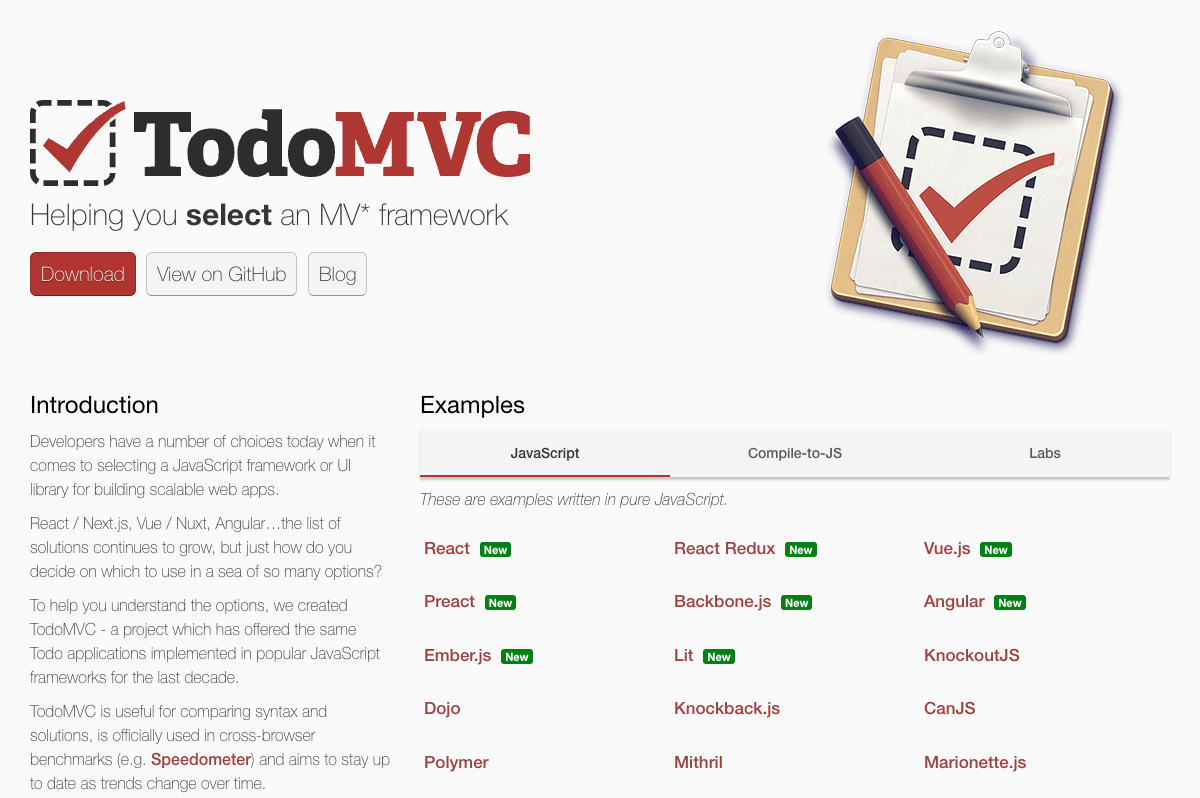 TodoMVC
Helping you select an MV* framework
Download
View on GitHub
Blog
Introduction
Developers have a number of choices today when it
comes to selecting a JavaScript framework or UI
library for building scalable web apps.
React / Next.js, Vue / Nuxt, Angular…the list of
solutions continues to grow, but just how do you
decide on which to use in a sea of so many options?
To help you understand the options, we created
TodoMVC - a project which has offered the same
Todo applications implemented in popular JavaScript
frameworks for the last decade.
TodoMVC is useful for comparing syntax and
solutions, is officially used in cross-browser
benchmarks (e.g. Speedometer) and aims to stay up
to date as trends change over time.
Examples
JavaScript
Compile-to-JS
Labs
These are examples written in pure JavaScript.
React New
React Redux New
Vue.js New
Preact New
Backbone.js New
Angular New
Ember.js New
Lit New
KnockoutJS
Dojo
Knockback.js
CanJS
Polymer
Mithril
Marionette.js